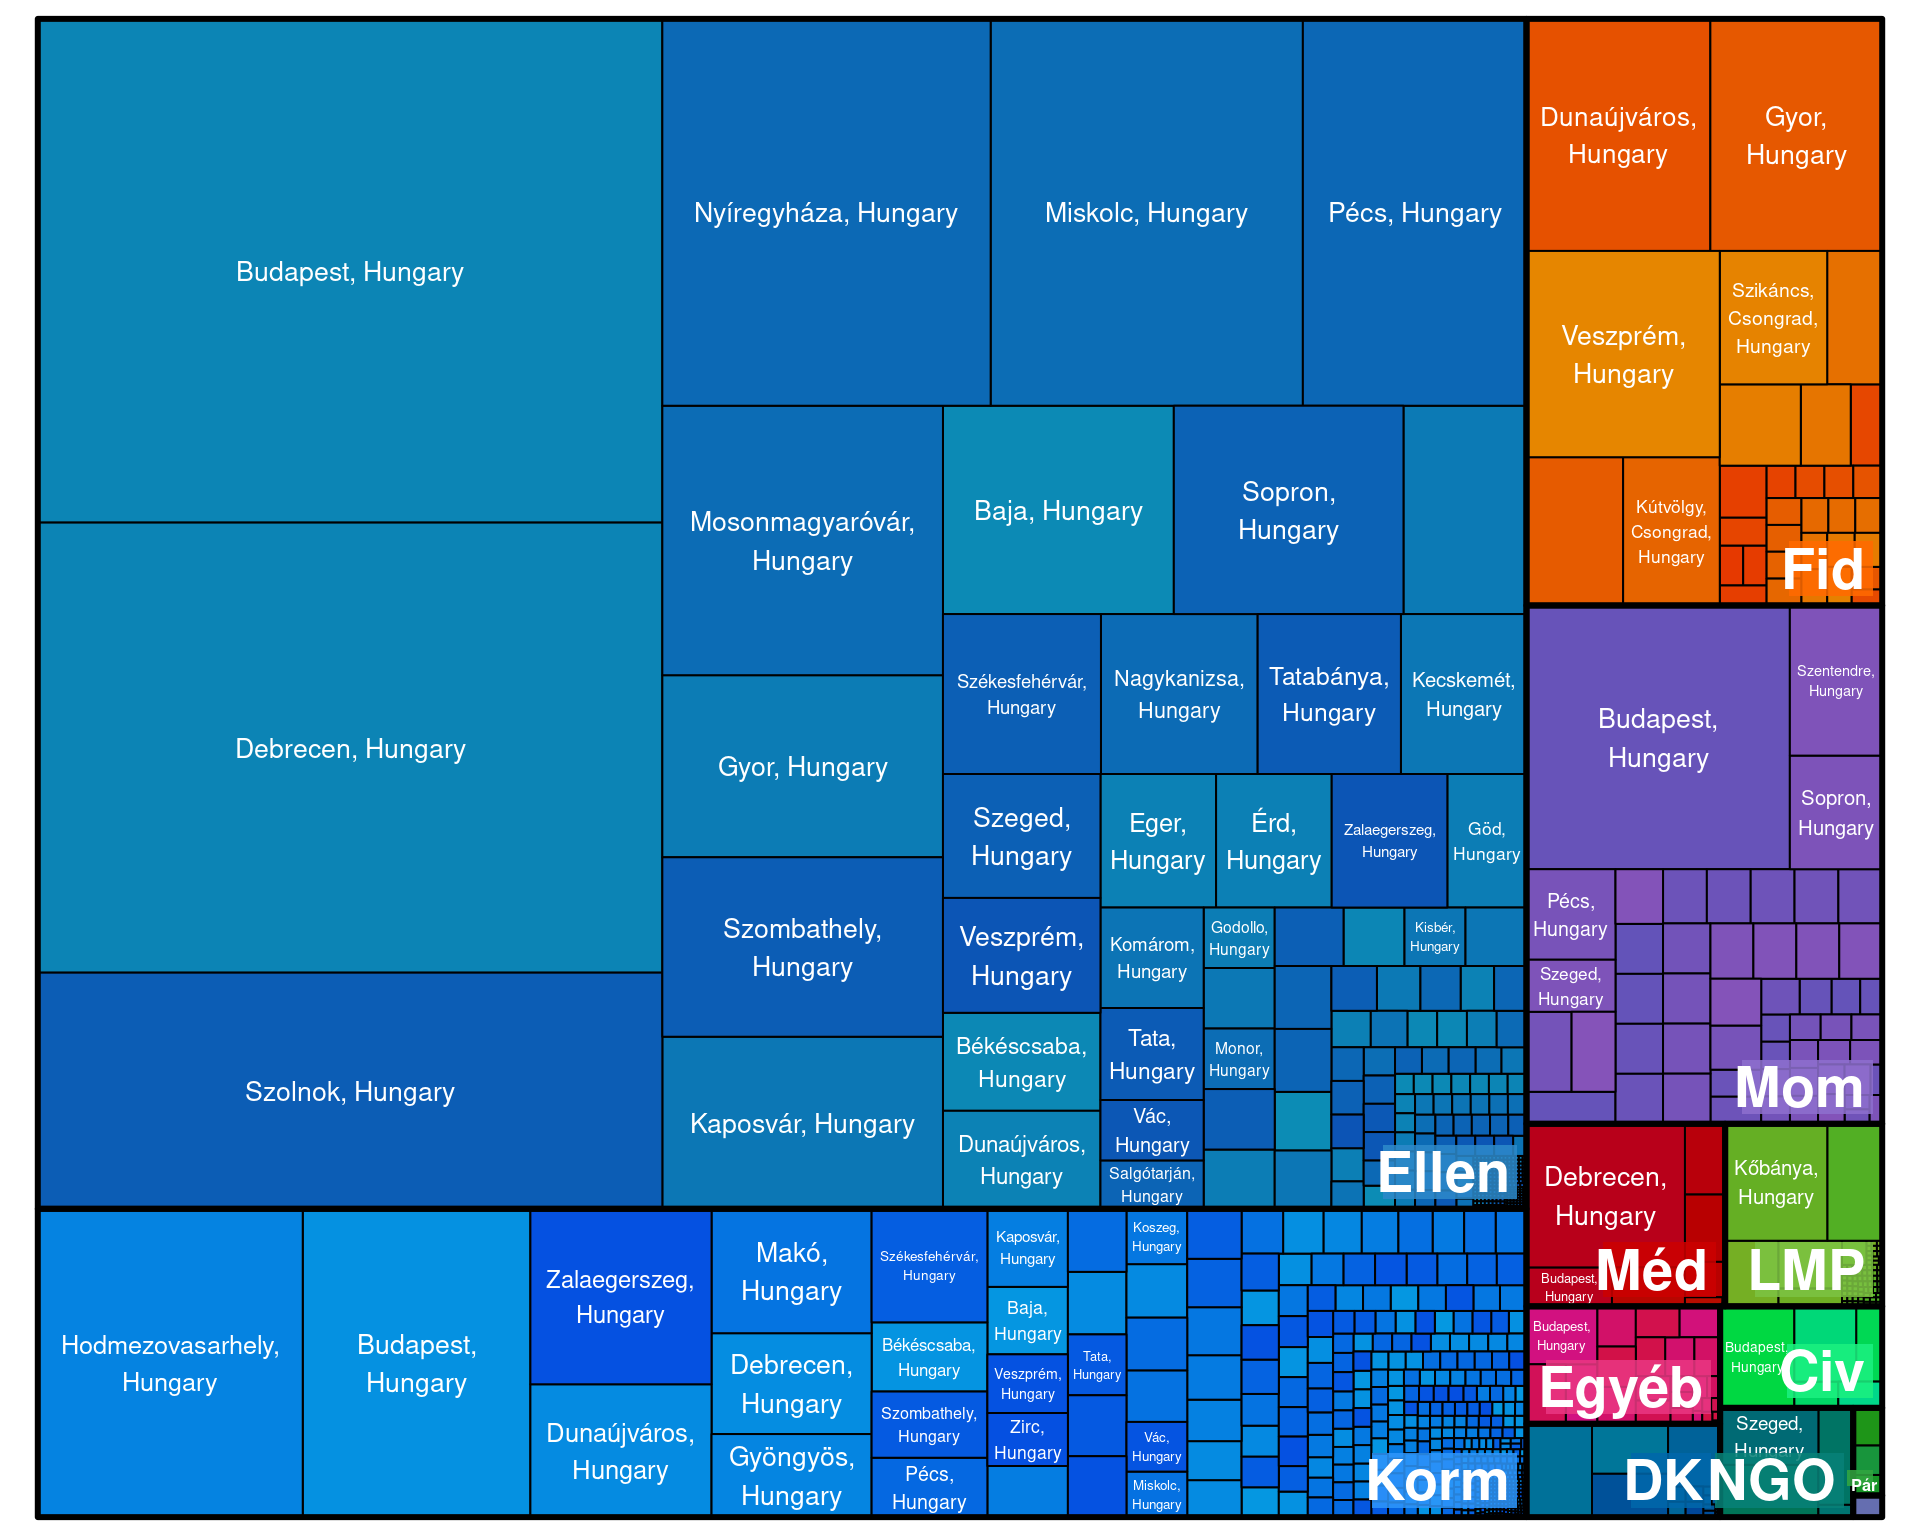 Budapest, Hungary
Debrecen, Hungary
Szolnok, Hungary
Nyíregyháza, Hungary
Miskolc, Hungary
Pécs, Hungary
Mosonmagyaróvár,
Hungary
Baja, Hungary
Sopron,
Hungary
Gyor, Hungary
Szombathely,
Hungary
Kaposvár, Hungary
Székesfehérvár,
Hungary
Nagykanizsa,
Hungary
Tatabánya,
Hungary
Kecskemét,
Hungary
Szeged,
Hungary
Eger,
Hungary
Érd,
Hungary
Zalaegerszeg,
Hungary
Göd,
Hungary
Veszprém,
Hungary
Komárom,
Hungary
Godollo,
Hungary
Kisbér,
Hungary
Békéscsaba,
Hungary
Tata,
Hungary
Monor,
Hungary
Dunaújváros,
Hungary
Vác,
Hungary
Salgótarján,
Hungary
Ellen
Hodmezovasarhely,
Hungary
Budapest,
Hungary
Zalaegerszeg,
Hungary
Dunaújváros,
Hungary
Makó,
Hungary
Debrecen,
Hungary
Gyöngyös,
Hungary
Székesfehérvár,
Hungary
Békéscsaba,
Hungary
Szombathely,
Hungary
Pécs,
Hungary
Kaposvár,
Hungary
Baja,
Hungary
Veszprém,
Hungary
Zirc,
Hungary
Tata,
Hungary
Koszeg,
Hungary
Vác,
Hungary
Miskolc,
Hungary
Korm
Dunaújváros,
Hungary
Gyor,
Hungary
Veszprém,
Hungary
Szikáncs,
Csongrad,
Hungary
Kútvölgy,
Csongrad,
Hungary
Fid
Budapest,
Hungary
Szentendre,
Hungary
Sopron,
Hungary
Pécs,
Hungary
Szeged,
Hungary
Mom
Debrecen,
Hungary
Budapest,
Hungary
Méd
Kőbánya,
Hungary
LMP
Budapest,
Hungary
Egyéb
Budapest,
Hungary
Civ
DK
Szeged,
Hungary
NGO
Pár